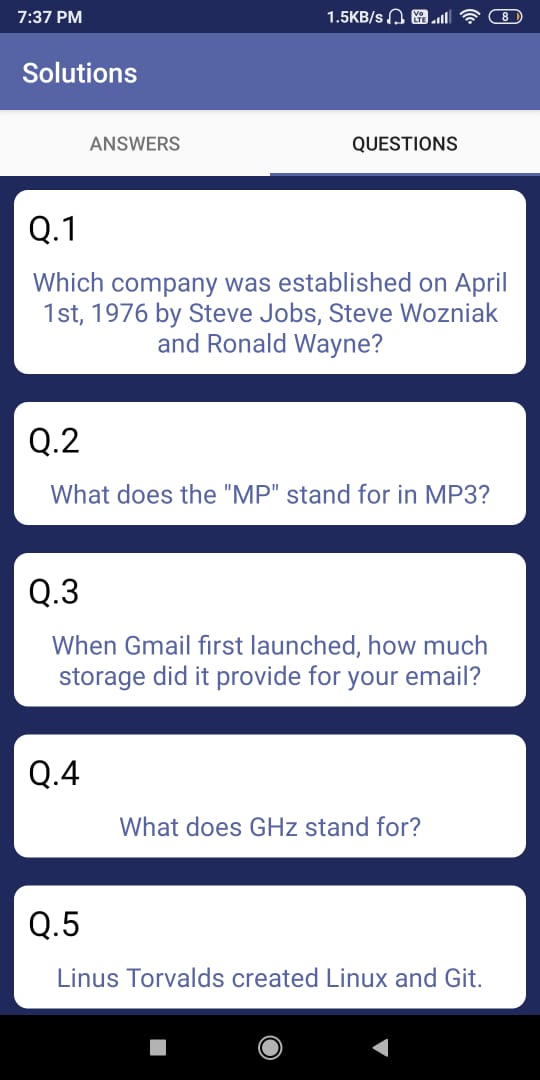 7:37 PM
1.5KB/s
Vo LTE
8
Solutions
ANSWERS
QUESTIONS
Q.1
Which company was established on April
1st, 1976 by Steve Jobs, Steve Wozniak
and Ronald Wayne?
Q.2
What does the "MP" stand for in MP3?
Q.3
When Gmail first launched, how much
storage did it provide for your email?
Q.4
What does GHz stand for?
Q.5
Linus Torvalds created Linux and Git.